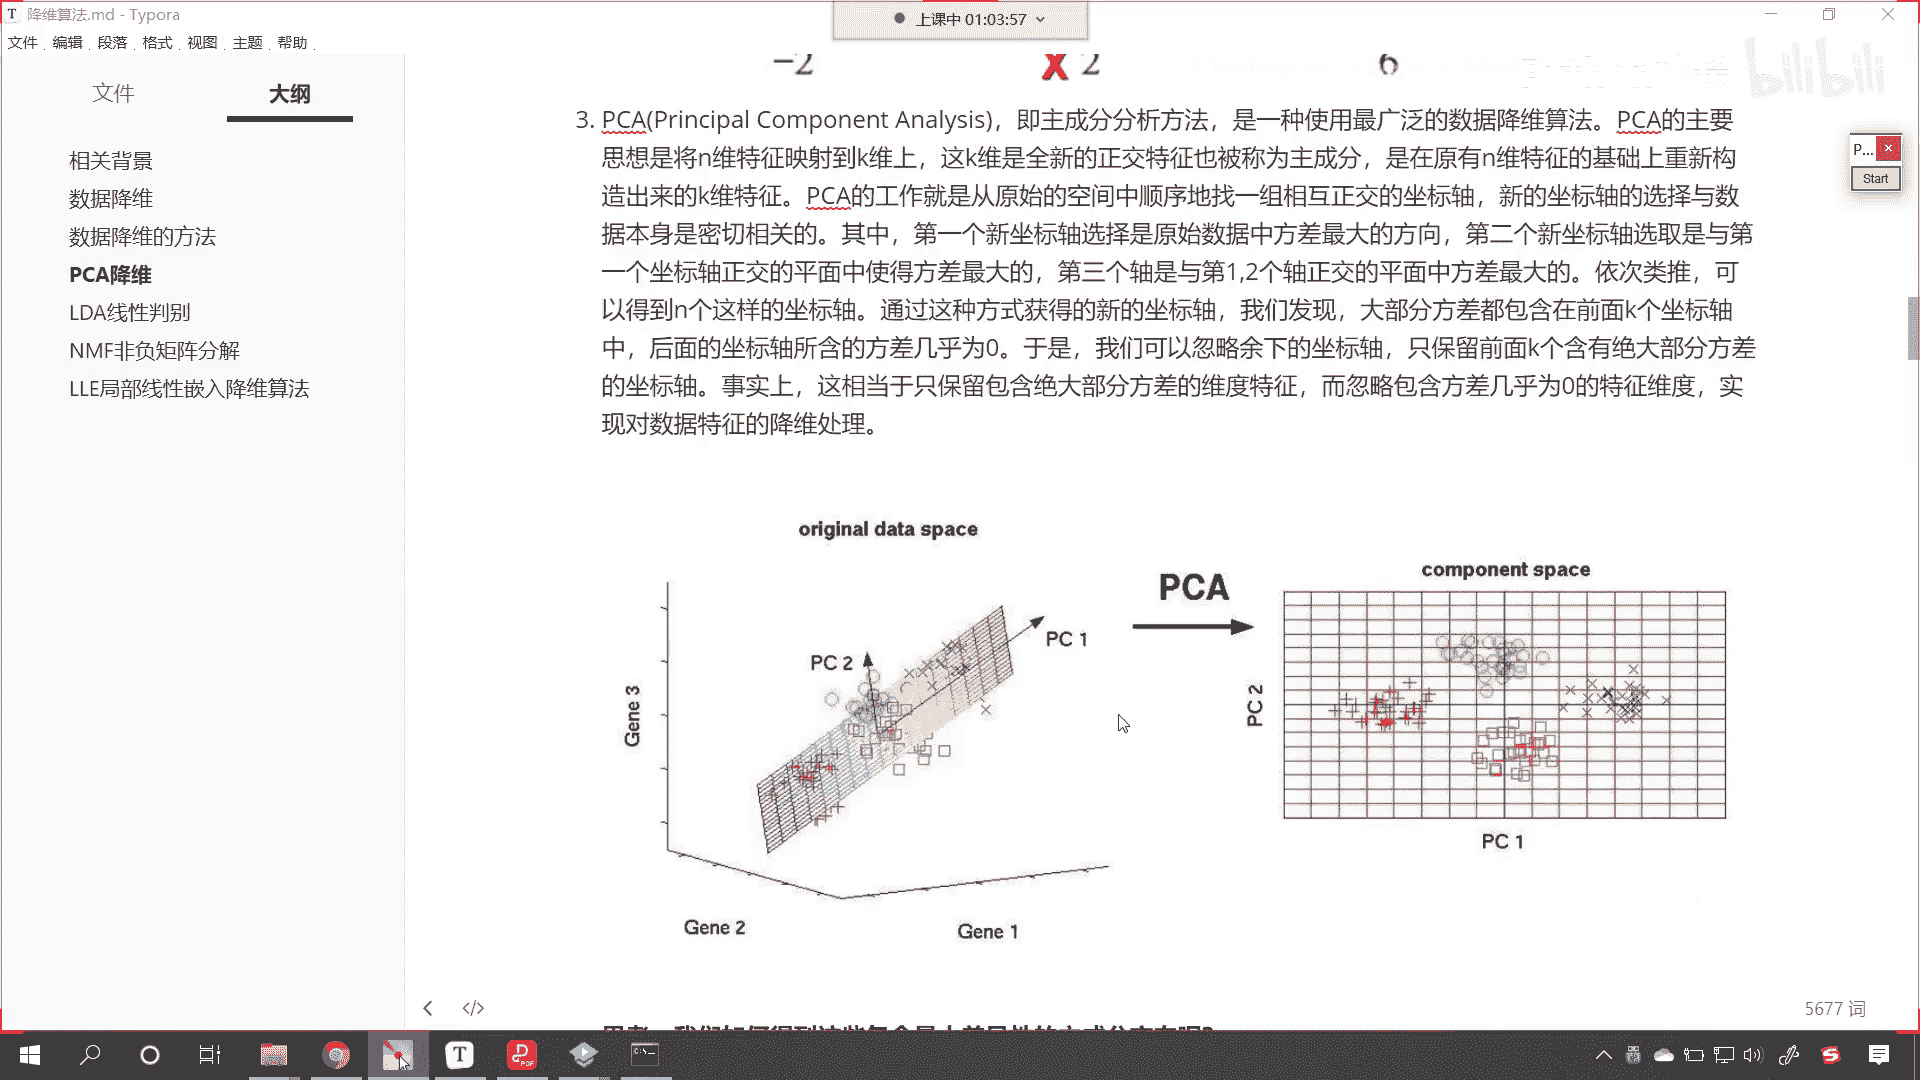 降维算法.md - Typora
上课中 01:03:57
文件 编辑 段落 格式 视图 主题 帮助
bilibili
文件 大纲
相关背景
数据降维
数据降维的方法
PCA降维
LDA线性判别
NMF非负矩阵分解
LLE局部线性嵌入降维算法
−2 X 2 6
3. PCA(Principal Component Analysis)，即主成分分析方法，是一种使用最广泛的数据降维算法。PCA的主要
思想是将n维特征映射到k维上，这k维是全新的正交特征也被称为主成分，是在原有n维特征的基础上重新构
造出来的k维特征。PCA的工作就是从原始的空间中顺序地找一组相互正交的坐标轴，新的坐标轴的选择与数
据本身是密切相关的。其中，第一个新坐标轴选择是原始数据中方差最大的方向，第二个新坐标轴选取是与第
一个坐标轴正交的平面中使得方差最大的，第三个轴是与第1,2个轴正交的平面中方差最大的。依次类推，可
以得到n个这样的坐标轴。通过这种方式获得的新的坐标轴，我们发现，大部分方差都包含在前面k个坐标轴
中，后面的坐标轴所含的方差几乎为0。于是，我们可以忽略余下的坐标轴，只保留前面k个含有绝大部分方差
的坐标轴。事实上，这相当于只保留包含绝大部分方差的维度特征，而忽略包含方差几乎为0的特征维度，实
现对数据特征的降维处理。
P...
Start
original data space
PC 1
PC 2
Gene 3
Gene 2
Gene 1
PCA
component space
PC 2
PC 1
5677 词